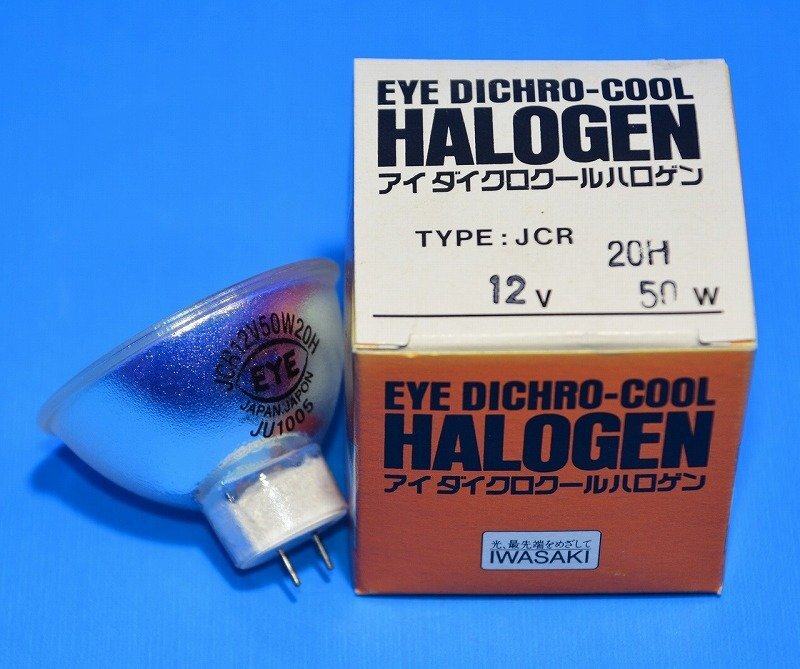 EYE DICHRO-COOL
HALOGEN
アイ ダイクロクールハロゲン
TYPE : JCR
20H
12 V
50 W
EYE DICHRO-COOL
HALOGEN
アイ ダイクロクールハロゲン
光、最先端をめざして
IWASAKI
JCR12V50W20H
EYE
JAPAN.JAPON
JU1005